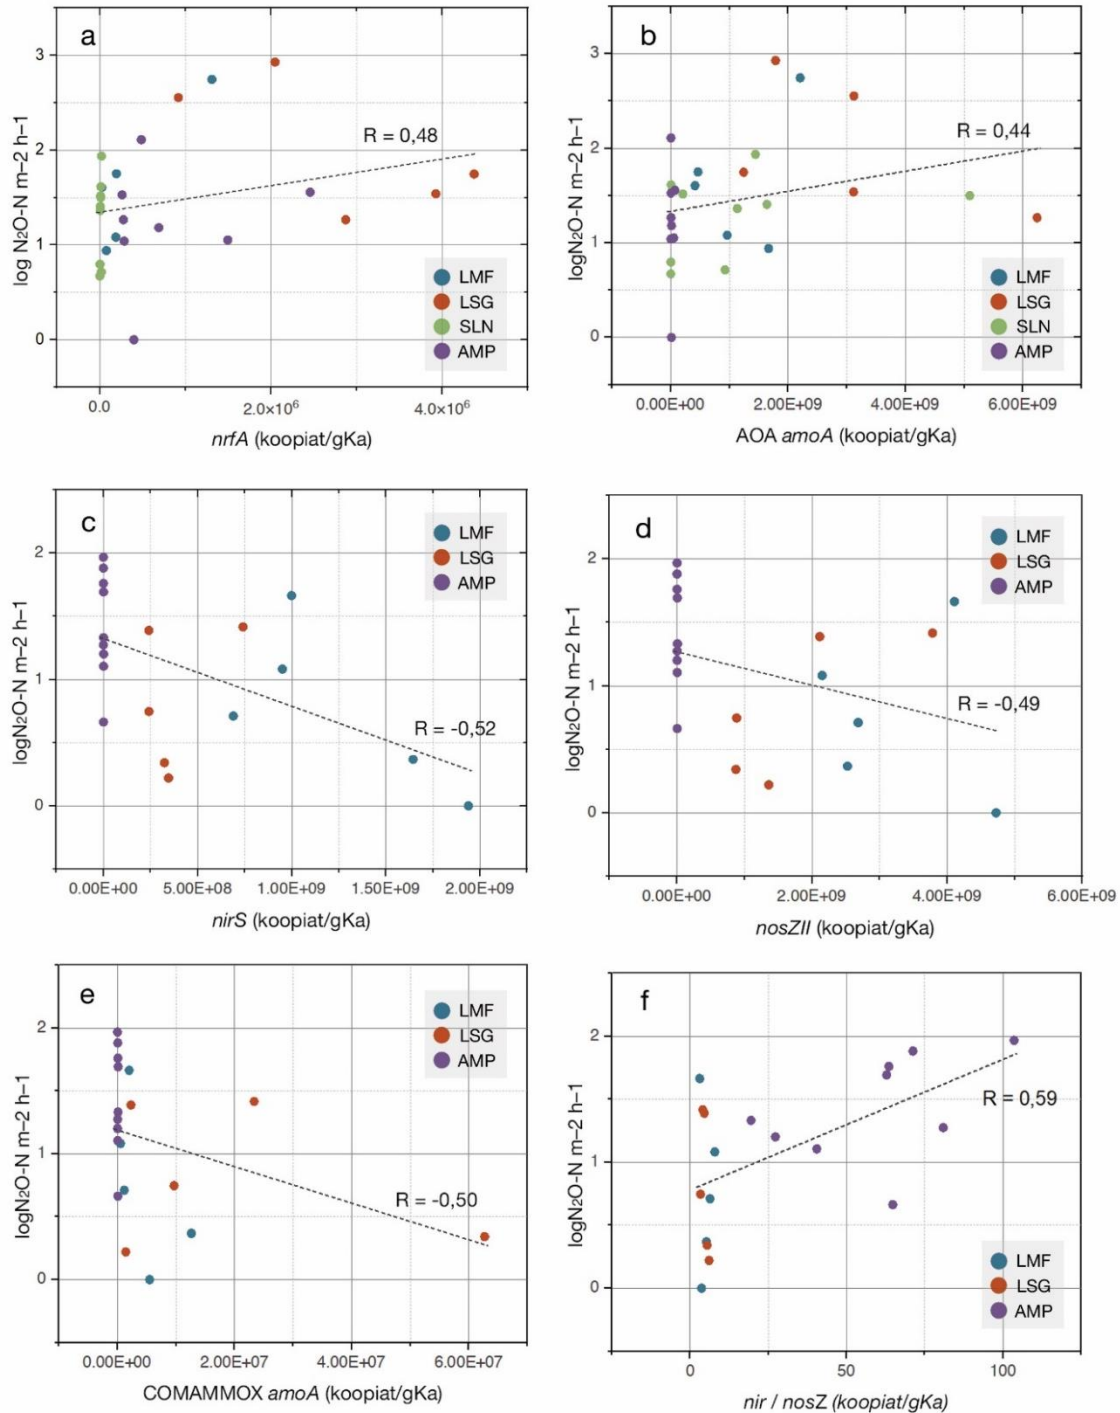 a
3
2
1
0
log N₂O-N m–2 h–1
R = 0,48
LMF
LSG
SLN
AMP
0.0
2.0×10⁶
4.0×10⁶
nrfA (koopiat/gKa)
b
3
2
1
0
logN₂O-N m–2 h–1
R = 0,44
LMF
LSG
SLN
AMP
0.00E+00
2.00E+09
4.00E+09
6.00E+09
AOA amoA (koopiat/gKa)
c
2
1
0
logN₂O-N m–2 h–1
LMF
LSG
AMP
R = -0,52
0.00E+00
5.00E+08
1.00E+09
1.50E+09
2.00E+09
nirS (koopiat/gKa)
d
2
1
0
logN₂O-N m–2 h–1
LMF
LSG
AMP
R = -0,49
0.00E+00
2.00E+09
4.00E+09
6.00E+09
nosZII (koopiat/gKa)
e
2
1
0
logN₂O-N m–2 h–1
LMF
LSG
AMP
R = -0,50
0.00E+00
2.00E+07
4.00E+07
6.00E+07
COMAMMOX amoA (koopiat/gKa)
f
2
1
0
logN₂O-N m–2 h–1
R = 0,59
LMF
LSG
AMP
0
50
100
nir / nosZ (koopiat/gKa)